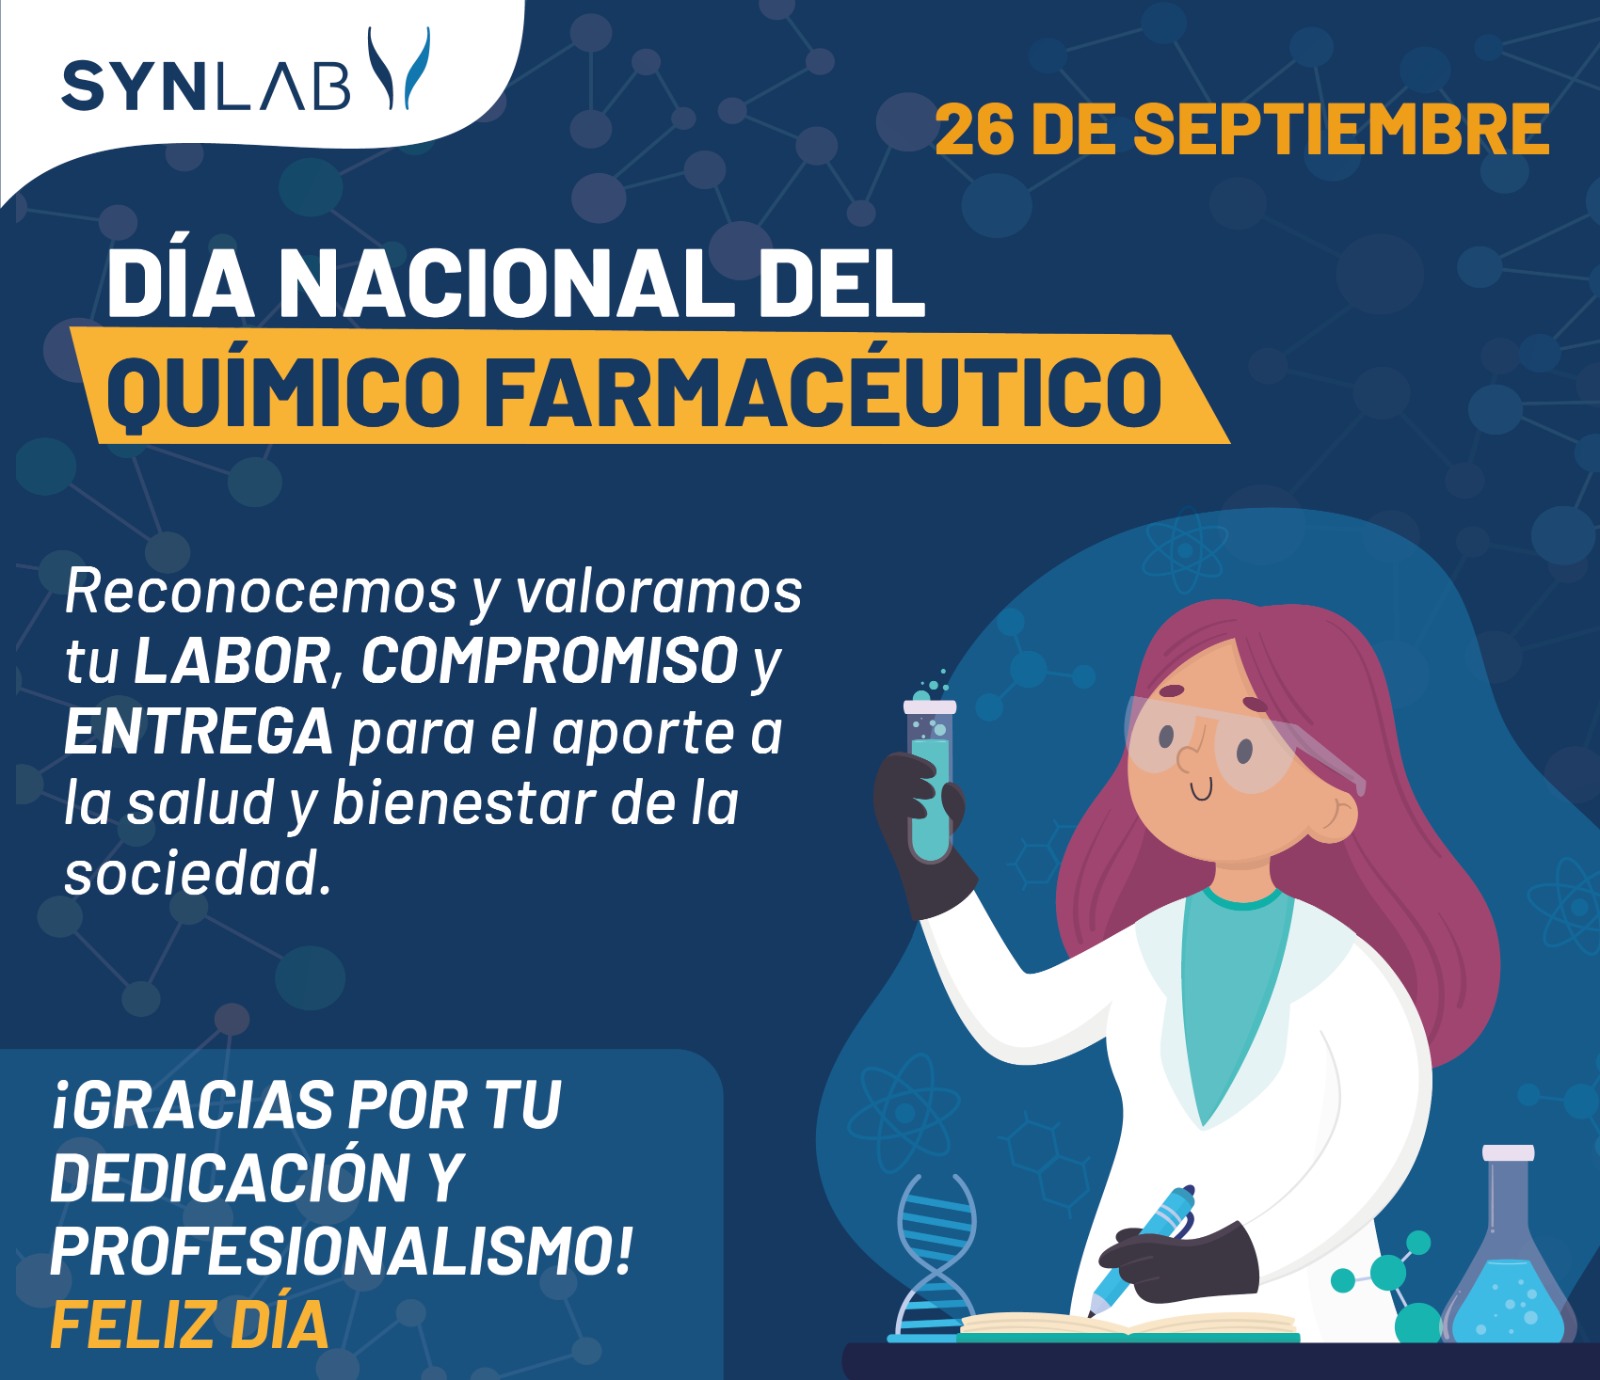 SYNLAB
26 DE SEPTIEMBRE
DÍA NACIONAL DEL
QUÍMICO FARMACÉUTICO
Reconocemos y valoramos
tu LABOR, COMPROMISO y
ENTREGA para el aporte a
la salud y bienestar de la
sociedad.
¡GRACIAS POR TU
DEDICACIÓN Y
PROFESIONALISMO!
FELIZ DÍA